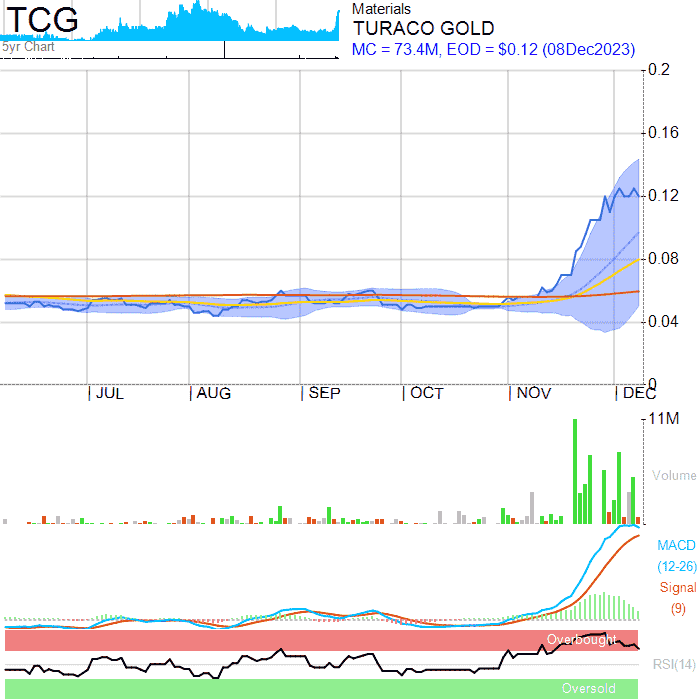 TCG
5yr Chart
Materials
TURACO GOLD
MC = 73.4M, EOD = $0.12 (08Dec2023)
0.2
0.16
0.12
0.08
0.04
0
JUL AUG SEP OCT NOV DEC
11M
Volume
MACD
(12-26)
Signal
(9)
Overbought
RSI(14)
Oversold